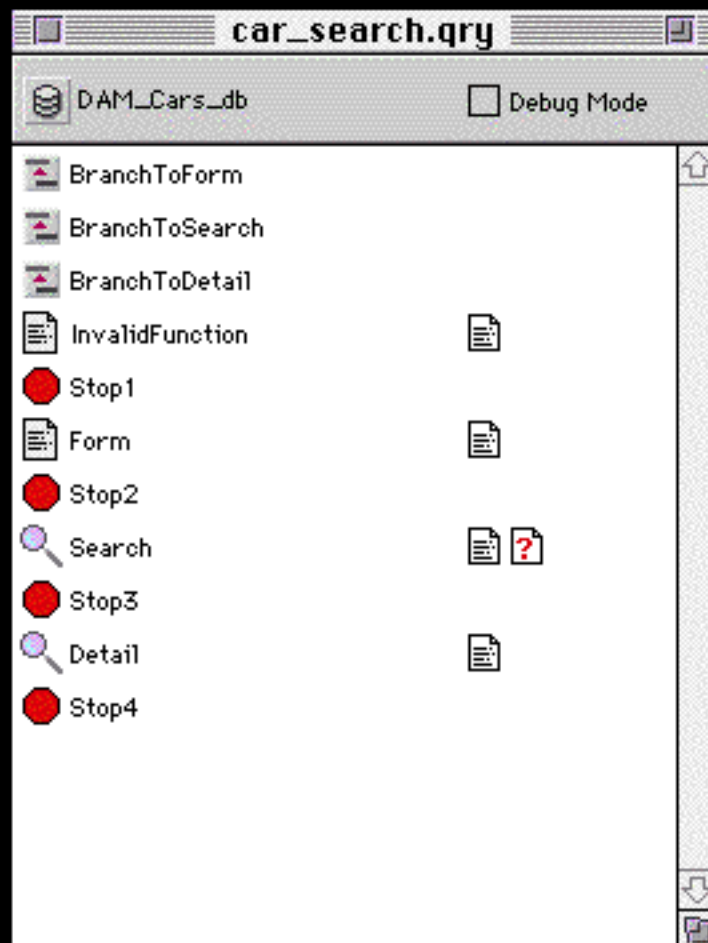 car_search.qry
DAM_Cars_db Debug Mode
BranchToForm
BranchToSearch
BranchToDetail
InvalidFunction
Stop1
Form
Stop2
Search ?
Stop3
Detail
Stop4